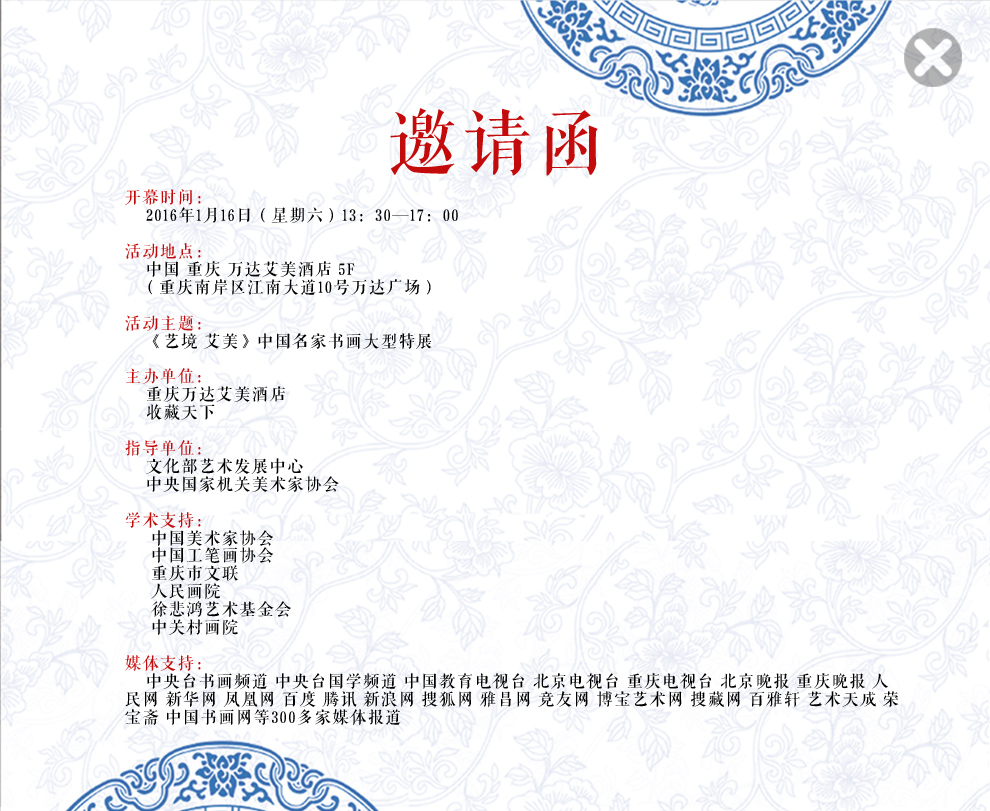 邀请函
开幕时间:
2016年1月16日(星期六)13:30—17:00
活动地点:
中国 重庆 万达艾美酒店 5F
(重庆南岸区江南大道10号万达广场)
活动主题:
《艺境 艾美》中国名家书画大型特展
主办单位:
重庆万达艾美酒店
收藏天下
指导单位:
文化部艺术发展中心
中央国家机关美术家协会
学术支持:
中国美术家协会
中国工笔画协会
重庆市文联
人民画院
徐悲鸿艺术基金会
中关村画院
媒体支持:
中央台书画频道 中央台国学频道 中国教育电视台 北京电视台 重庆电视台 北京晚报 重庆晚报 人
民网 新华网 凤凰网 百度 腾讯 新浪网 搜狐网 雅昌网 竞友网 博宝艺术网 搜藏网 百雅轩 艺术天成 荣
宝斋 中国书画网等300多家媒体报道